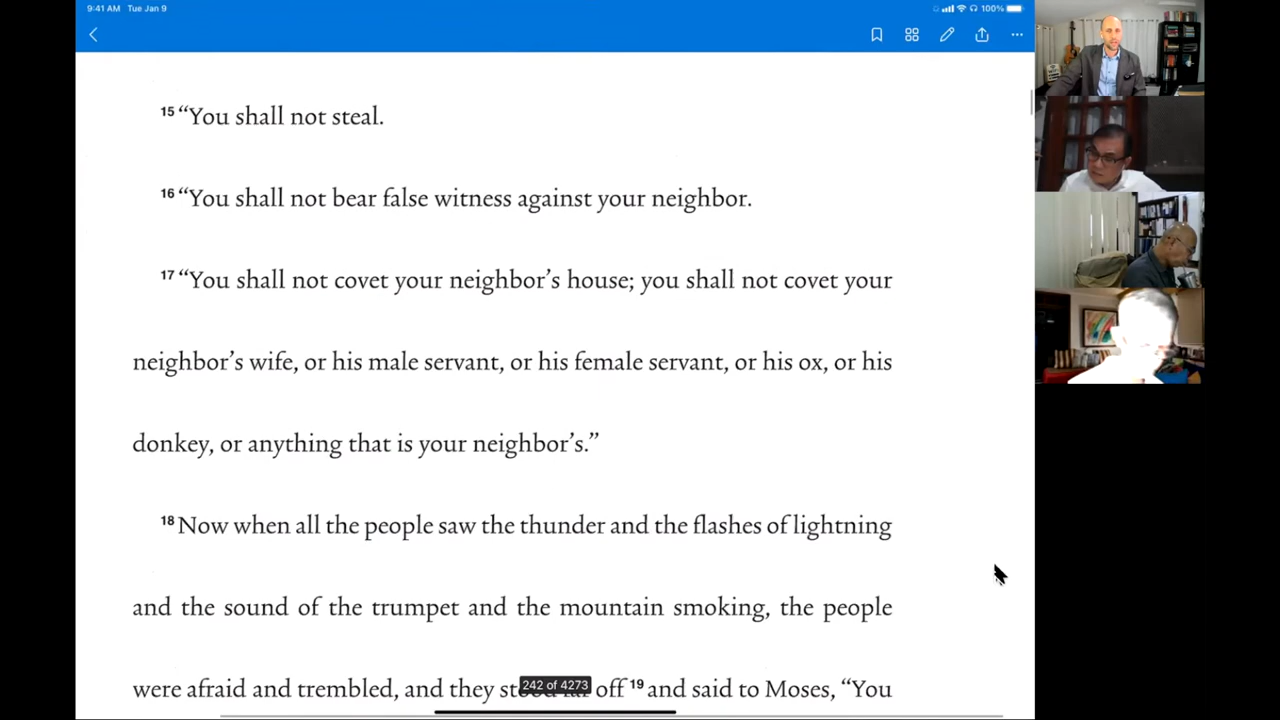 9:41 AM Tue Jan 9
100%
15 “You shall not steal.
16 “You shall not bear false witness against your neighbor.
17 “You shall not covet your neighbor’s house; you shall not covet your
neighbor’s wife, or his male servant, or his female servant, or his ox, or his
donkey, or anything that is your neighbor’s.”
18 Now when all the people saw the thunder and the flashes of lightning
and the sound of the trumpet and the mountain smoking, the people
were afraid and trembled, and they off 19 and said to Moses, “You
242 of 4273